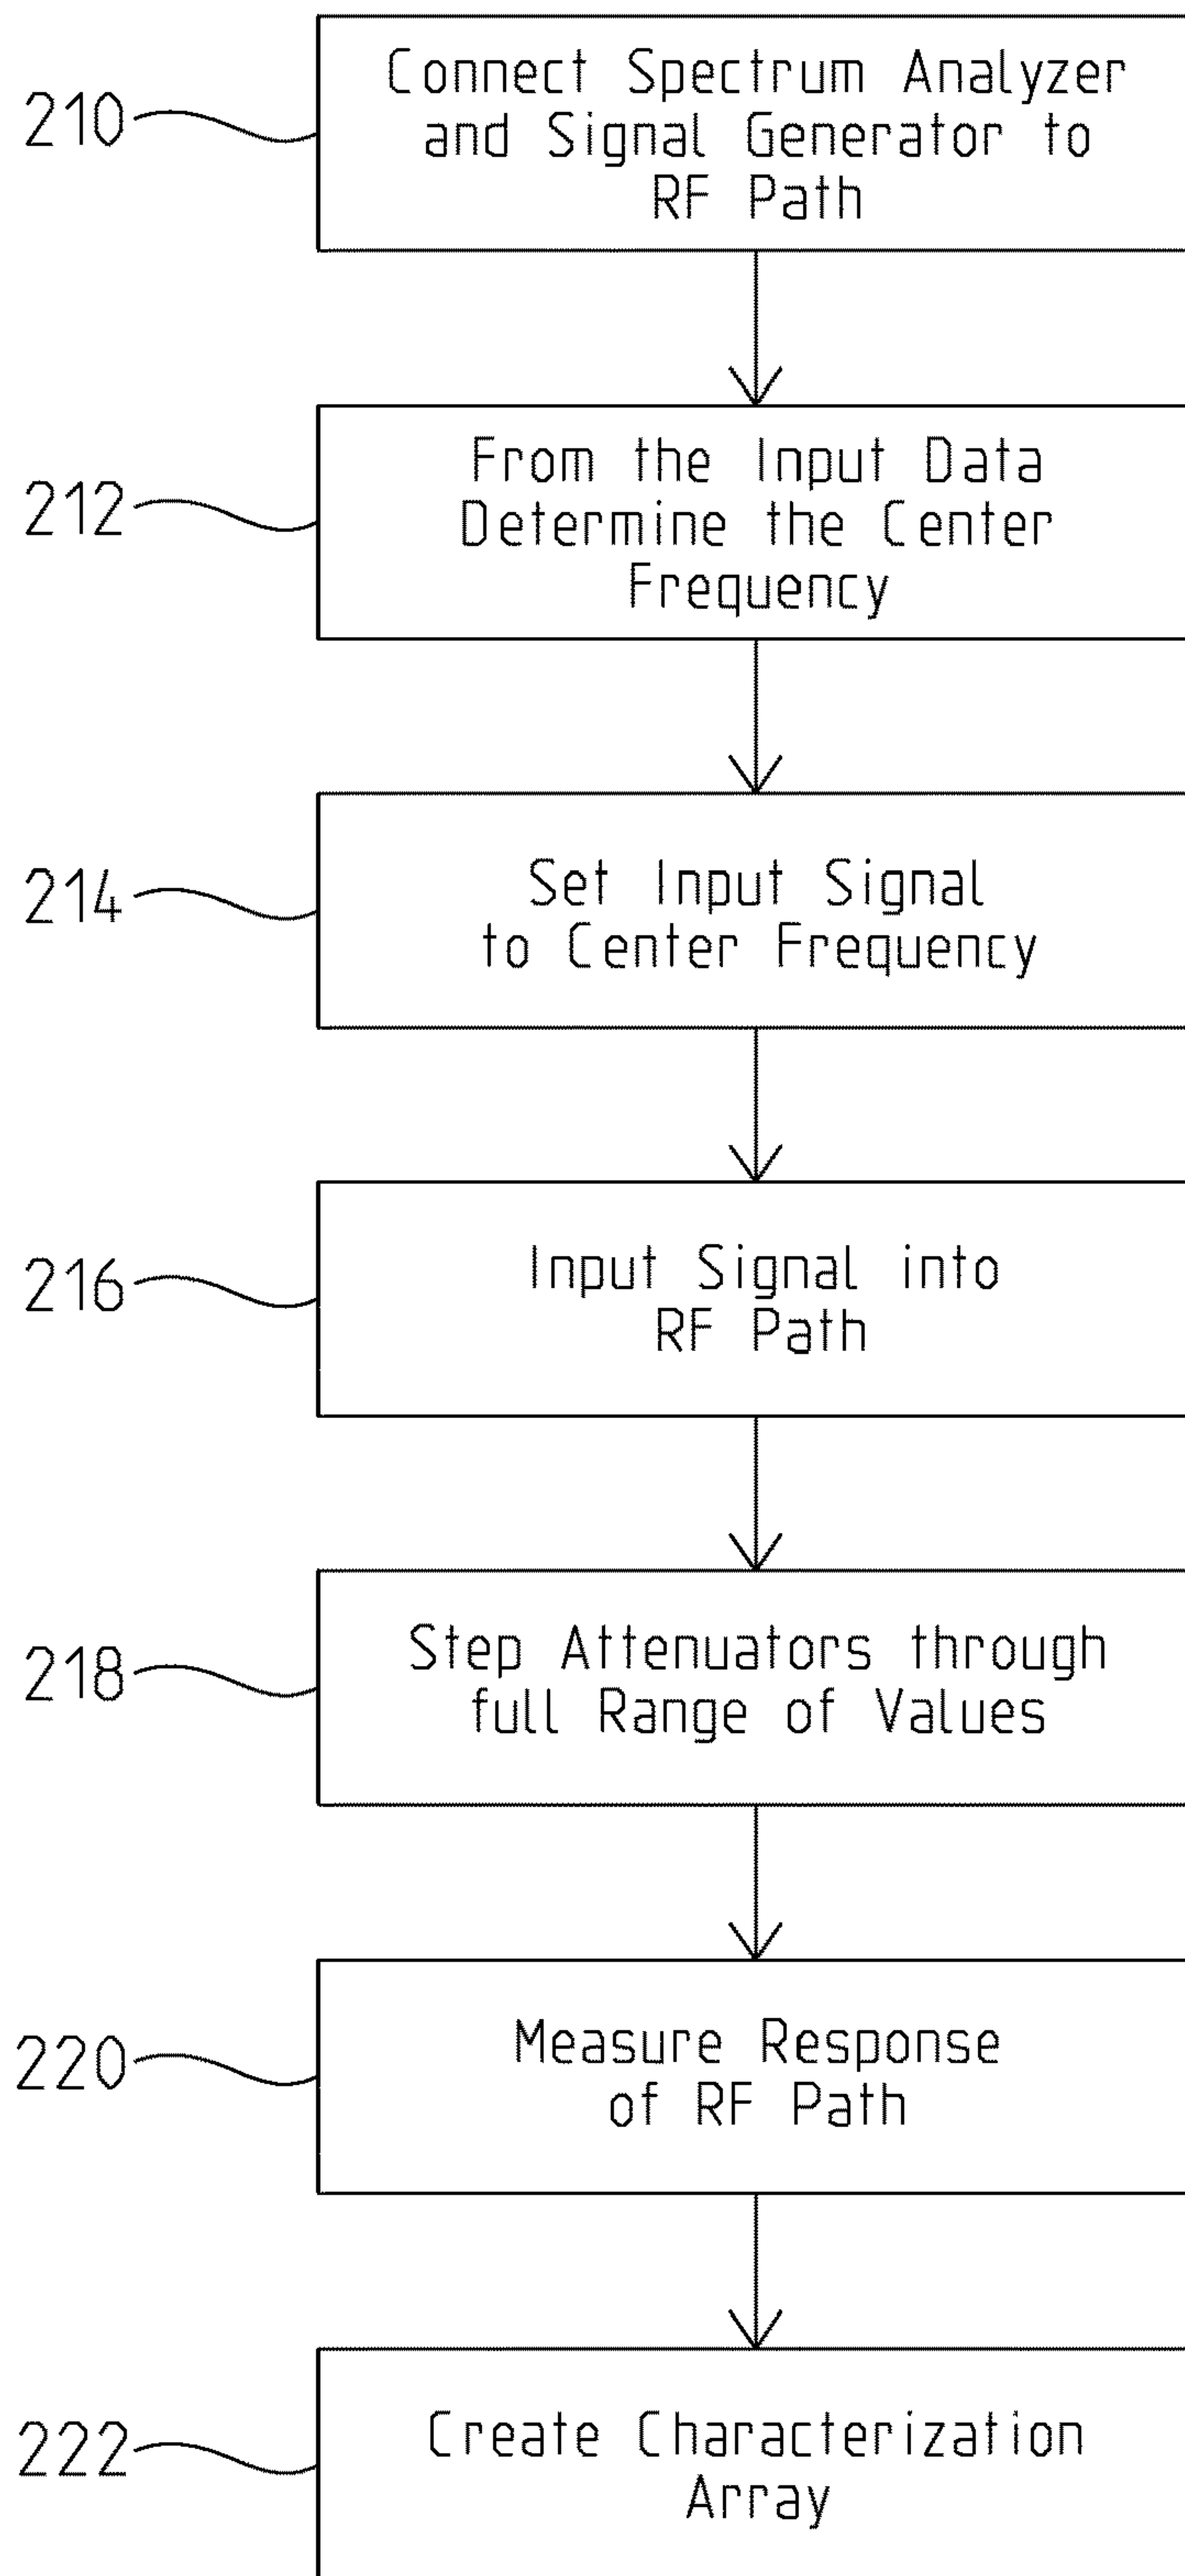 210
Connect Spectrum Analyzer
and Signal Generator to
RF Path
212
From the Input Data
Determine the Center
Frequency
214
Set Input Signal
to Center Frequency
216
Input Signal into
RF Path
218
Step Attenuators through
full Range of Values
220
Measure Response
of RF Path
222
Create Characterization
Array